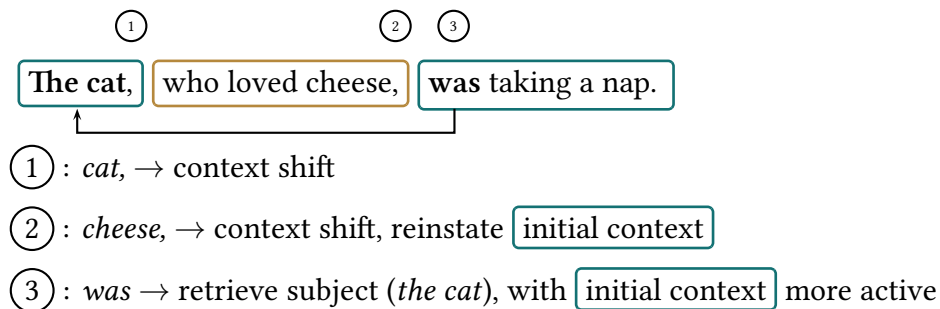 ① ② ③
The cat, who loved cheese, was taking a nap.
① : cat, → context shift
② : cheese, → context shift, reinstate initial context
③ : was → retrieve subject (the cat), with initial context more active